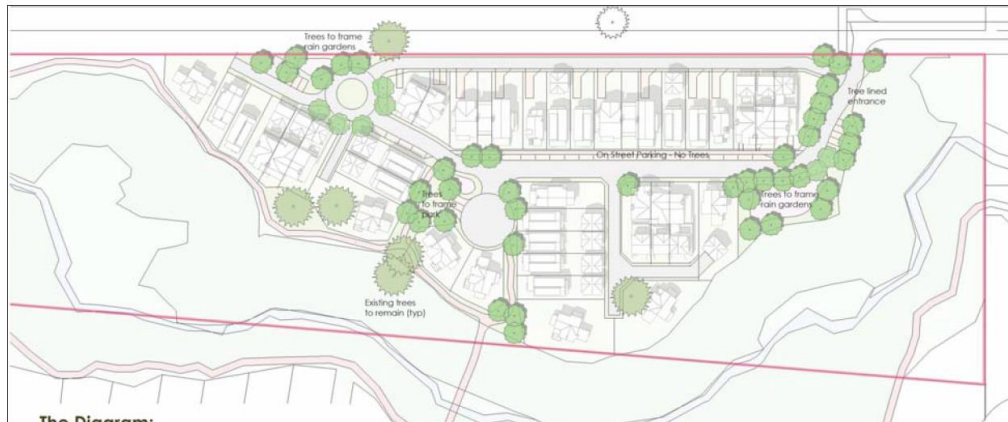 Trees to frame
rain gardens
Tree lined
entrance
On Street Parking - No Trees
Trees
to frame
park
Trees to frame
rain gardens
Existing trees
to remain (typ)
The Diagram: